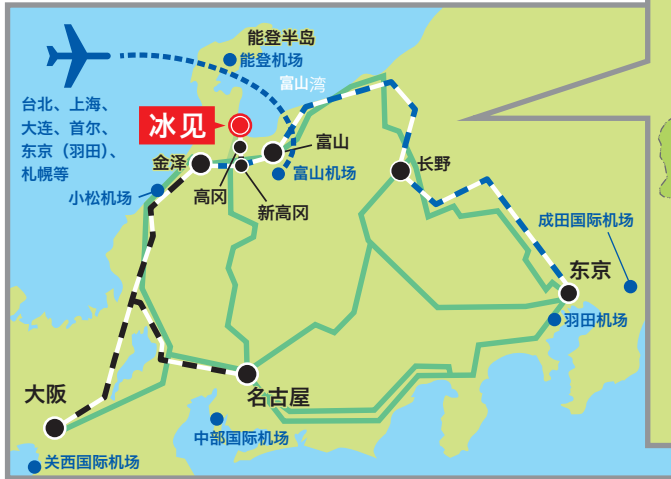 能登半岛
能登机场
富山湾
台北、上海、
大连、首尔、
东京（羽田）、
札幌等
冰见
富山
金泽
长野
富山机场
高冈
小松机场
新高冈
成田国际机场
东京
羽田机场
大阪
名古屋
中部国际机场
关西国际机场